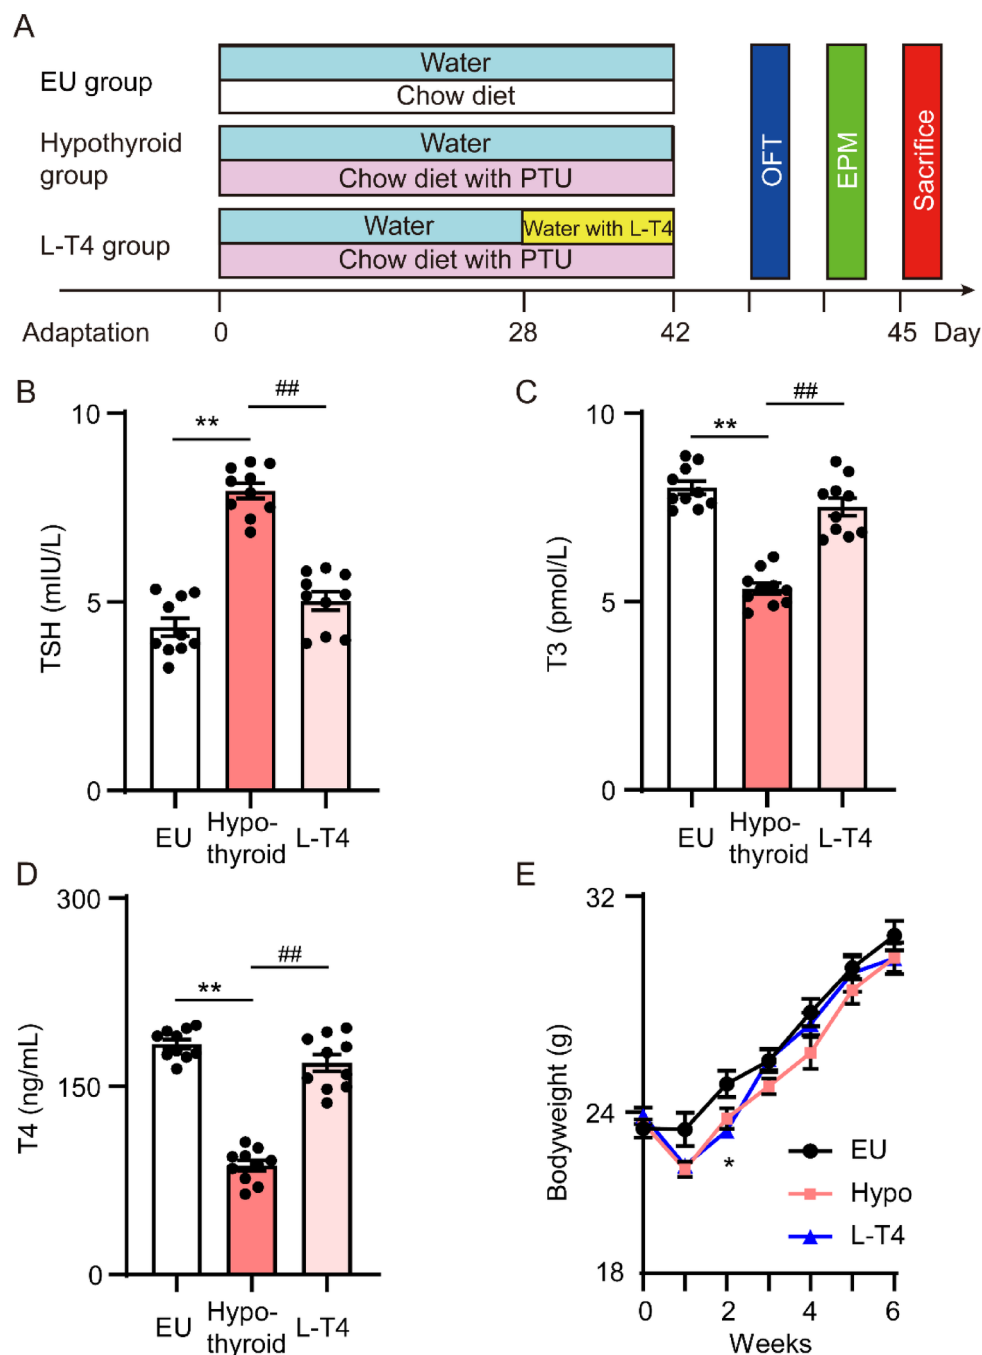 A
EU group
Water
Chow diet
Hypothyroid
group
Water
Chow diet with PTU
L-T4 group
Water
Water with L-T4
Chow diet with PTU
OFT
EPM
Sacrifice
Adaptation
0
28
42
45
Day
B
TSH (mIU/L)
10
5
0
**
##
EU
Hypo-
thyroid
L-T4
C
T3 (pmol/L)
10
5
0
**
##
EU
Hypo-
thyroid
L-T4
D
T4 (ng/mL)
300
150
0
**
##
EU
Hypo-
thyroid
L-T4
E
Bodyweight (g)
32
24
18
*
EU
Hypo
L-T4
0
2
4
6
Weeks